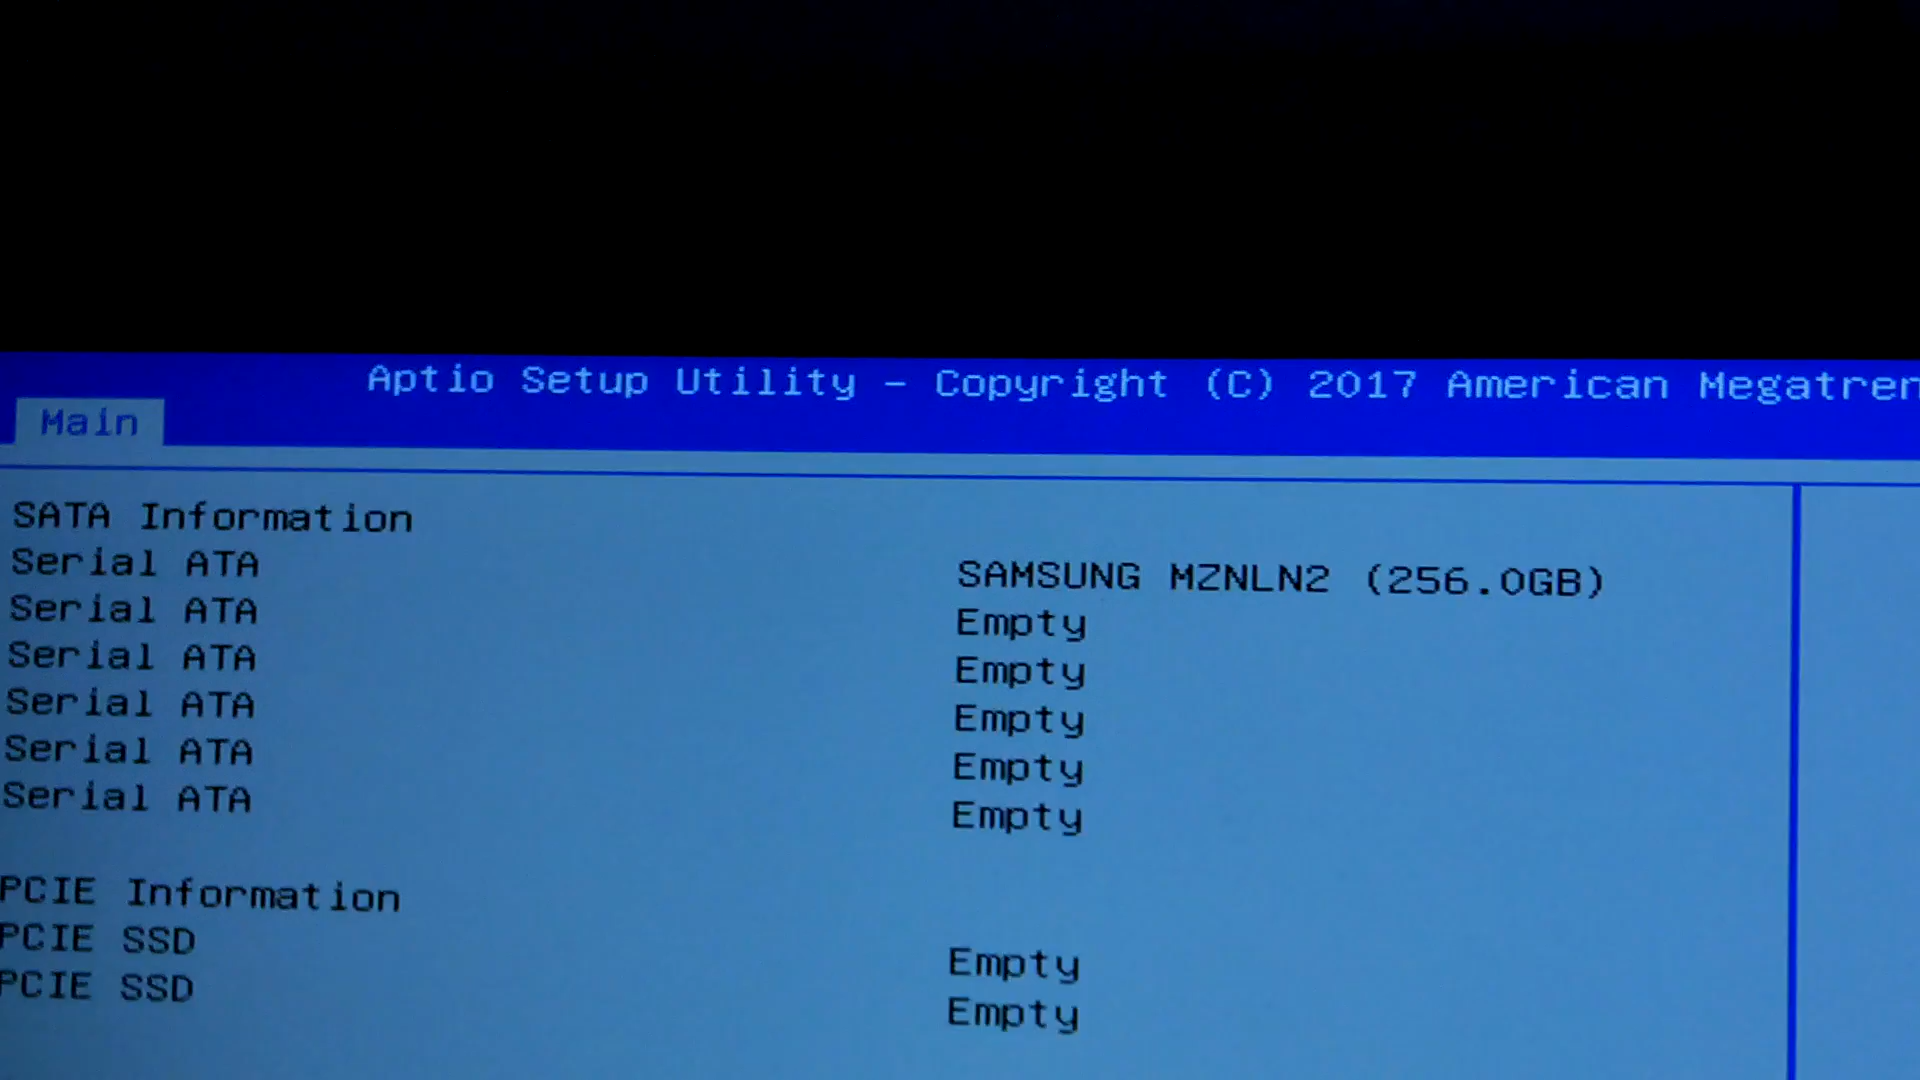 Aptio Setup Utility – Copyright (C) 2017 American Megatren
Main
SATA Information
Serial ATA SAMSUNG MZNLN2 (256.0GB)
Serial ATA Empty
Serial ATA Empty
Serial ATA Empty
Serial ATA Empty
Serial ATA Empty
PCIE Information
PCIE SSD Empty
PCIE SSD Empty